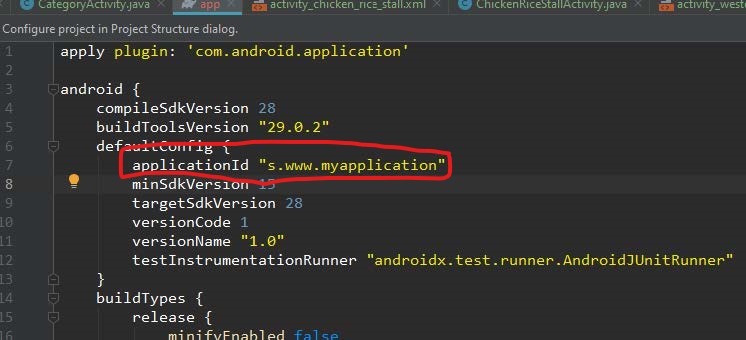 CategoryActivity.java
app
activity_chicken_rice_stall.xml
ChickenRiceStallActivity.java
Configure project in Project Structure dialog.
1 apply plugin: 'com.android.application'
2
3 android {
4 compileSdkVersion 28
5 buildToolsVersion "29.0.2"
6 defaultConfig {
7 applicationId "s.www.myapplication"
8 minSdkVersion 15
9 targetSdkVersion 28
10 versionCode 1
11 versionName "1.0"
12 testInstrumentationRunner "androidx.test.runner.AndroidJUnitRunner"
13 }
14 buildTypes {
15 release {
16 minifyEnabled false